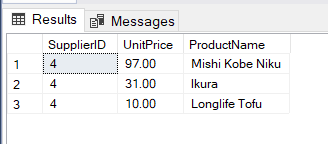 Results Messages
SupplierID UnitPrice ProductName
1 4 97.00 Mishi Kobe Niku
2 4 31.00 Ikura
3 4 10.00 Longlife Tofu